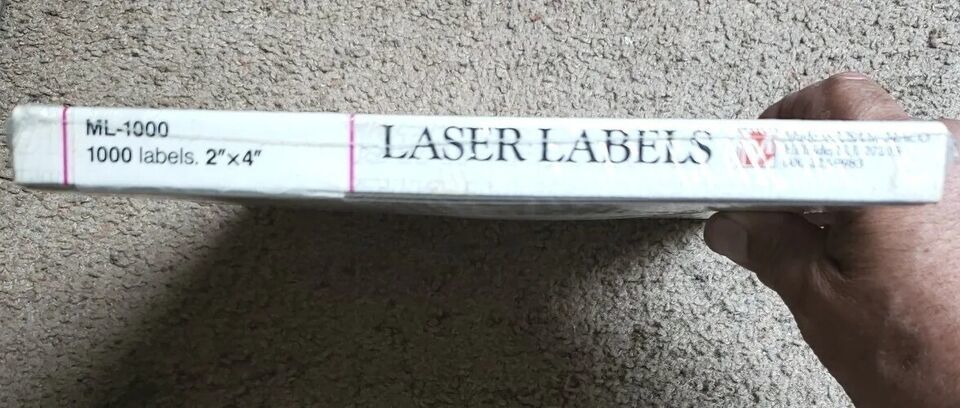 ML-1000
1000 labels. 2"×4"
LASER LABELS